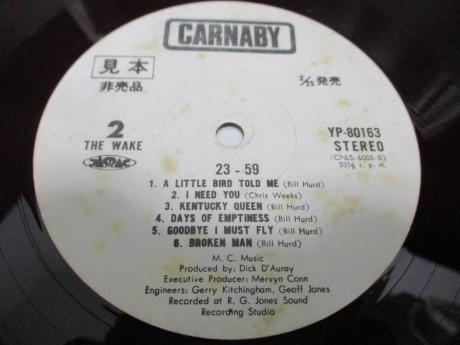 CARNABY
見本
非売品
2/25発売
2
THE WAKE
JASRAC
YP-80163
STEREO
(CNLS-6005-B)
33⅓ r. p. m.
23 - 59
1. A LITTLE BIRD TOLD ME (Bill Hurd)
2. I NEED YOU (Chris Weeks)
3. KENTUCKY QUEEN (Bill Hurd)
4. DAYS OF EMPTINESS (Bill Hurd)
5. GOODBYE I MUST FLY (Bill Hurd)
6. BROKEN MAN (Bill Hurd)
M. C. Music
Produced by: Dick D'Auray
Executive Producer: Mervyn Conn
Engineers: Gerry Kitchingham, Geoff Jones
Recorded at R. G. Jones Sound
Recording Studio